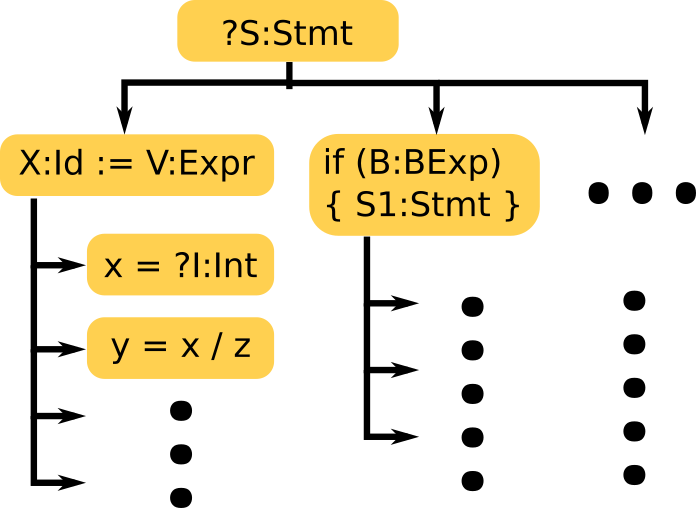 ?S:Stmt
X:Id := V:Expr
if (B:BExp)
{ S1:Stmt }
x = ?I:Int
y = x / z